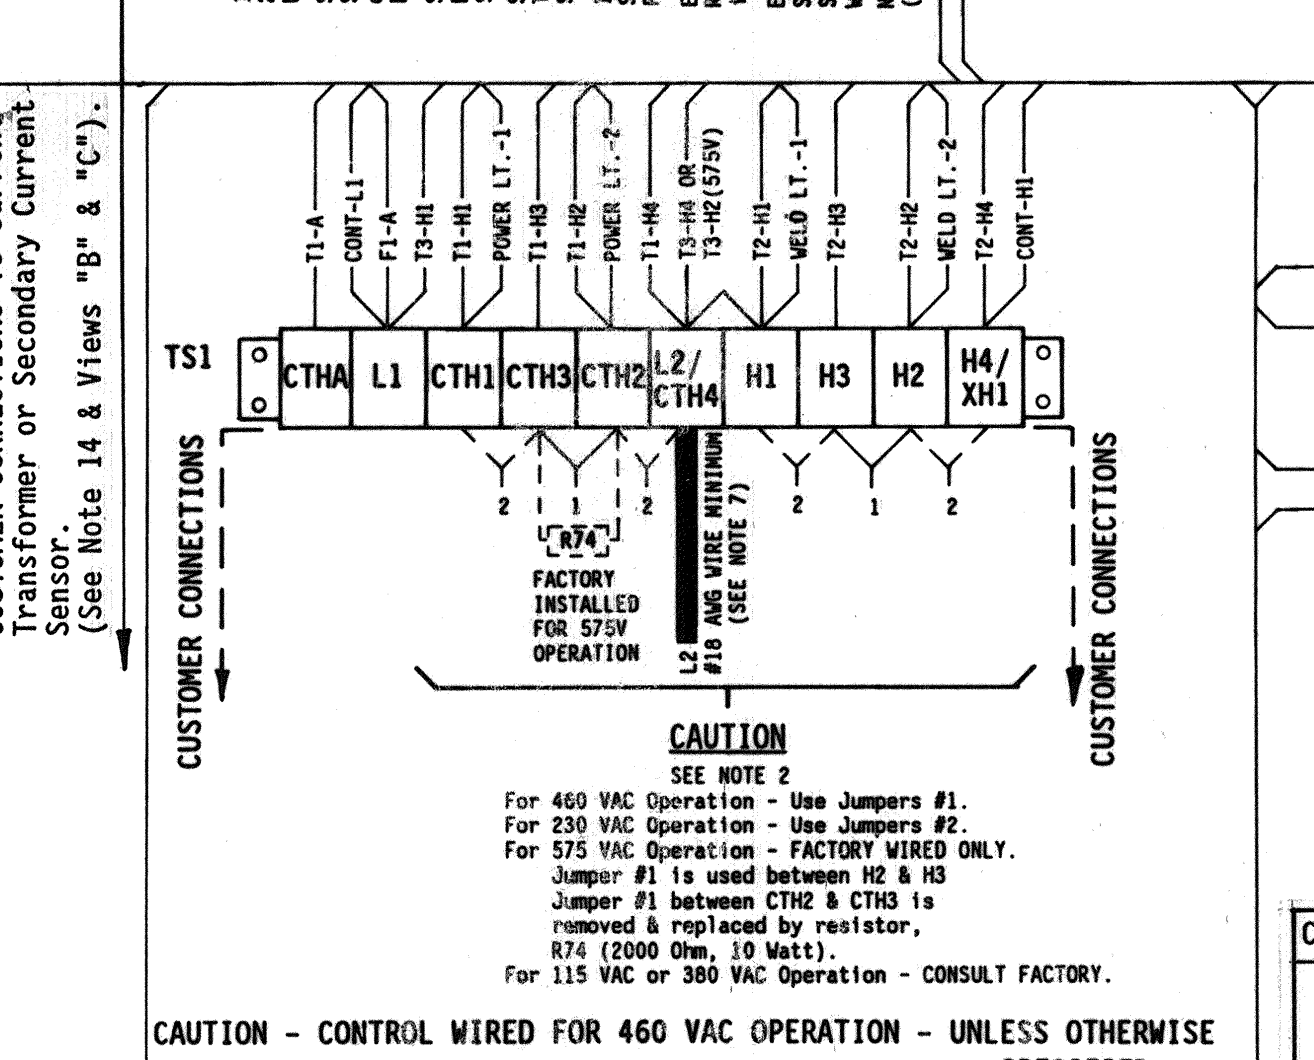 Transformer or Secondary Current
Sensor.
(See Note 14 & Views "B" & "C").
T1-A
CONT-L1
F1-A
T3-H1
T1-H1
POWER LT.-1
T1-H3
T1-H2
POWER LT.-2
T1-H4
T3-H4 OR
T3-H2(575V)
T2-H1
WELD LT.-1
T2-H3
T2-H2
WELD LT.-2
T2-H4
CONT-H1
TS1
CTHA
L1
CTH1
CTH3
CTH2
L2/
CTH4
H1
H3
H2
H4/
XH1
CUSTOMER CONNECTIONS
2
1
2
2
1
2
R74
FACTORY
INSTALLED
FOR 575V
OPERATION
L2
#18 AWG WIRE MINIMUM
(SEE NOTE 7)
CUSTOMER CONNECTIONS
CAUTION
SEE NOTE 2
For 460 VAC Operation - Use Jumpers #1.
For 230 VAC Operation - Use Jumpers #2.
For 575 VAC Operation - FACTORY WIRED ONLY.
Jumper #1 is used between H2 & H3
Jumper #1 between CTH2 & CTH3 is
removed & replaced by resistor,
R74 (2000 Ohm, 10 Watt).
For 115 VAC or 380 VAC Operation - CONSULT FACTORY.
CAUTION - CONTROL WIRED FOR 460 VAC OPERATION - UNLESS OTHERWISE